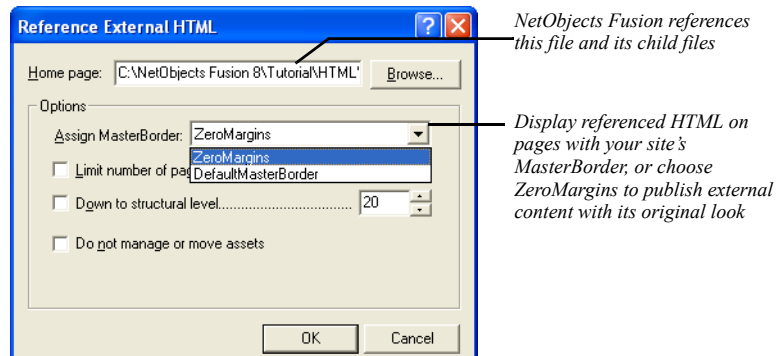 Reference External HTML
NetObjects Fusion references
this file and its child files
Home page: C:\NetObjects Fusion 8\Tutorial\HTML'
Browse...
Options
Assign MasterBorder: ZeroMargins
ZeroMargins
DefaultMasterBorder
Limit number of pag
Down to structural level................................. 20
Do not manage or move assets
OK
Cancel
Display referenced HTML on
pages with your site's
MasterBorder, or choose
ZeroMargins to publish external
content with its original look